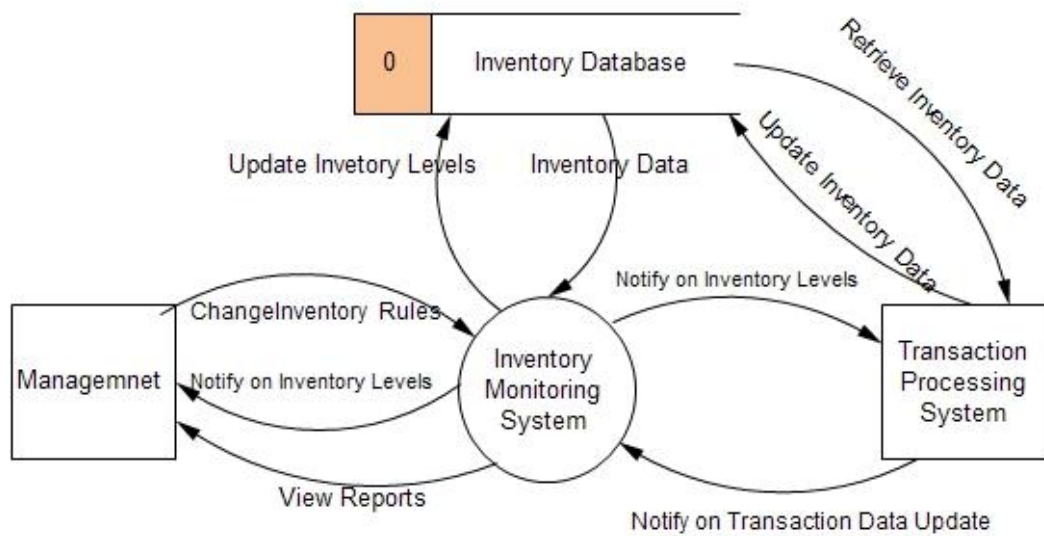 0
Inventory Database
Retrieve Inventory Data
Update Inventory Data
Update Invetory Levels
Inventory Data
Notify on Inventory Levels
ChangeInventory Rules
Managemnet
Notify on Inventory Levels
Inventory
Monitoring
System
Transaction
Processing
System
View Reports
Notify on Transaction Data Update